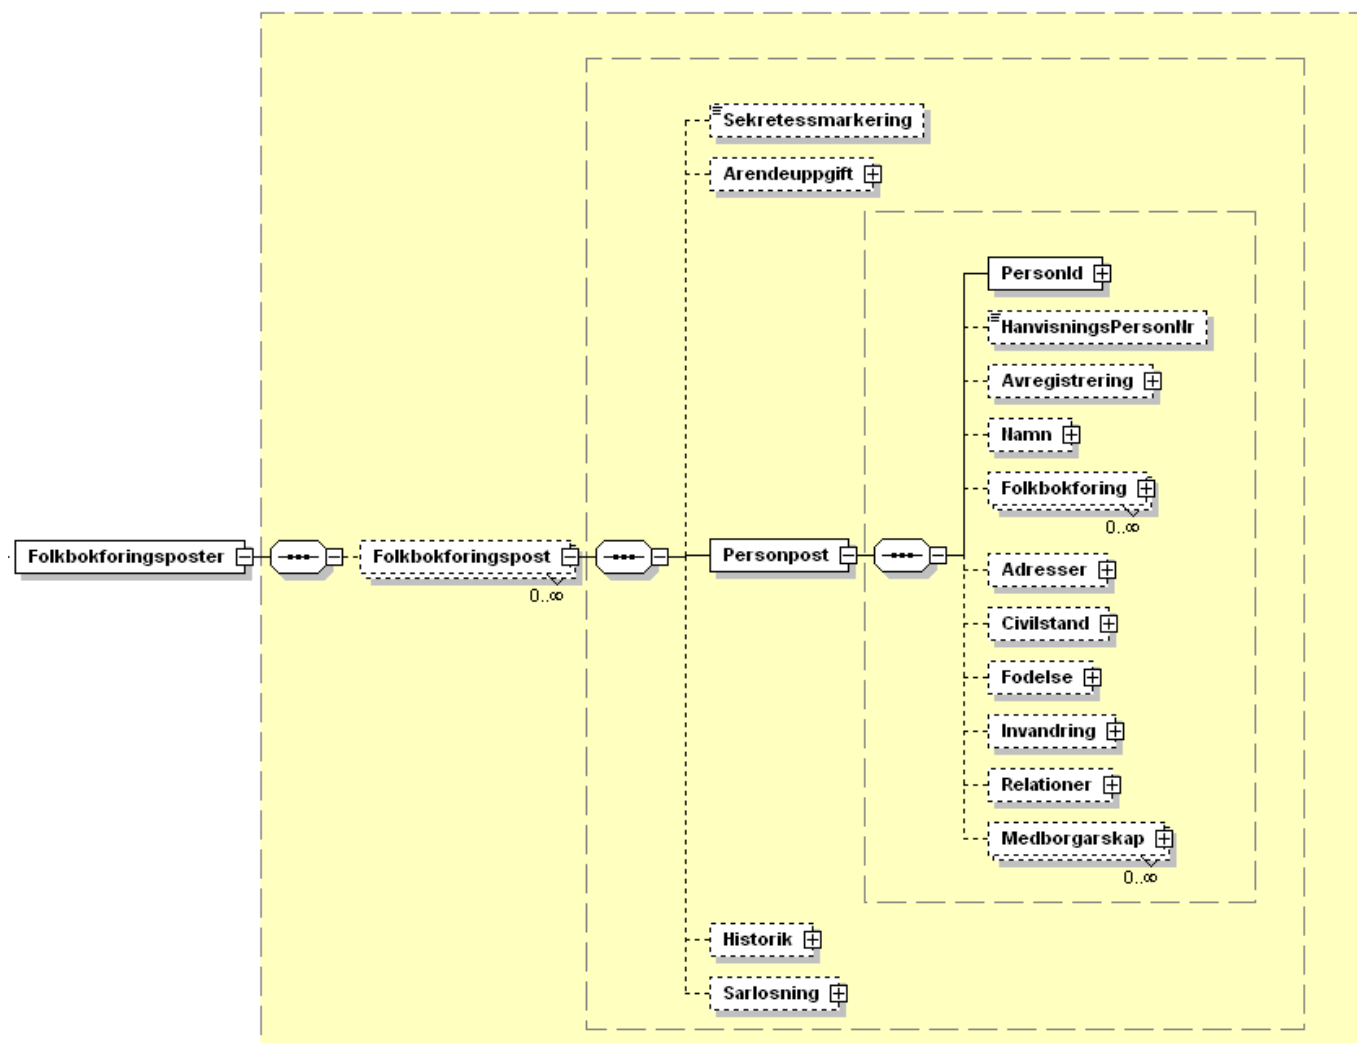 Sekretessmarkering
Arendeuppgift
PersonId
HanvisningsPersonNr
Avregistrering
Namn
Folkbokforing
0..∞
Folkbokforingsposter
Folkbokforingspost
0..∞
Personpost
Adresser
Civilstand
Fodelse
Invandring
Relationer
Medborgarskap
0..∞
Historik
Sarlosning